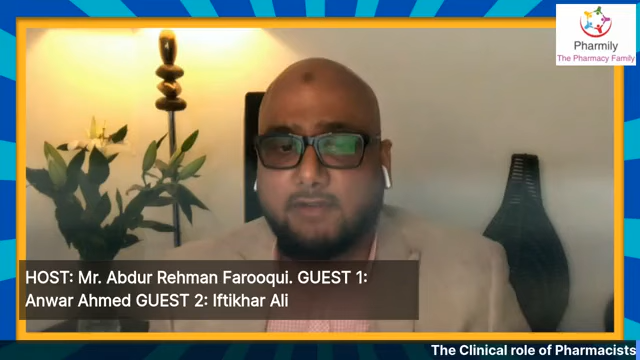 Pharmily
The Pharmacy Family
HOST: Mr. Abdur Rehman Farooqui. GUEST 1:
Anwar Ahmed GUEST 2: Iftikhar Ali
The Clinical role of Pharmacists